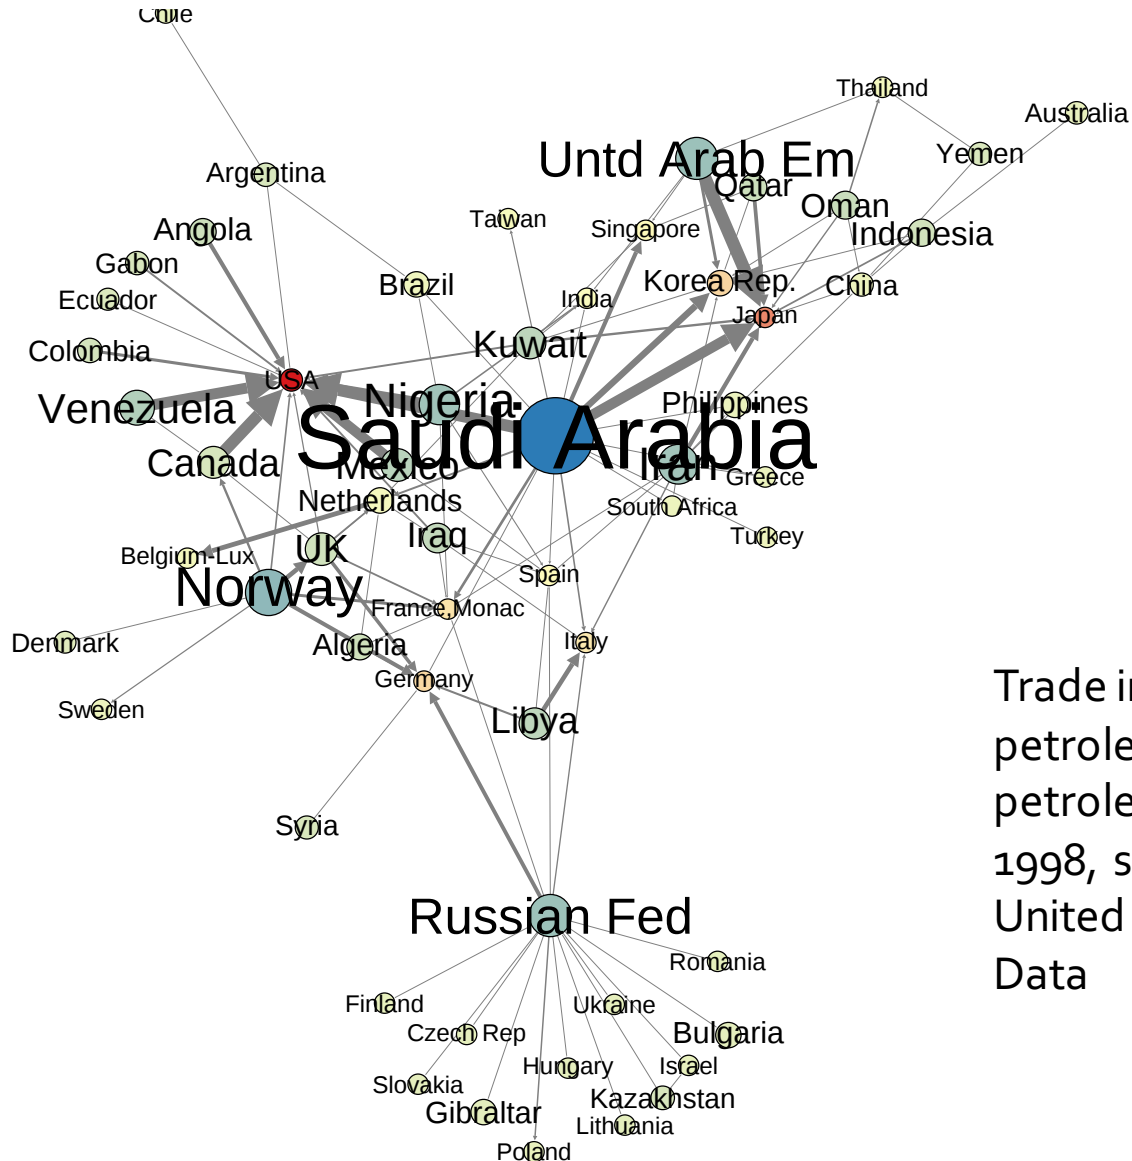 Chile
Thailand
Australia
Untd Arab Em
Yemen
Argentina
Qatar
Oman
Angola
Taiwan
Singapore
Indonesia
Gabon
Korea Rep.
Brazil
India
China
Ecuador
Japan
Colombia
Kuwait
USA
Venezuela
Nigeria
Philippines
Saudi Arabia
Canada
Mexico
Iran
Greece
Netherlands
South Africa
Iraq
Turkey
Belgium-Lux
UK
Spain
Norway
France,Monac
Denmark
Algeria
Italy
Germany
Sweden
Libya
Trade i
petrole
petrole
1998, s
United
Data
Syria
Russian Fed
Romania
Finland
Ukraine
Czech Rep
Bulgaria
Hungary
Israel
Slovakia
Kazakhstan
Gibraltar
Lithuania
Poland